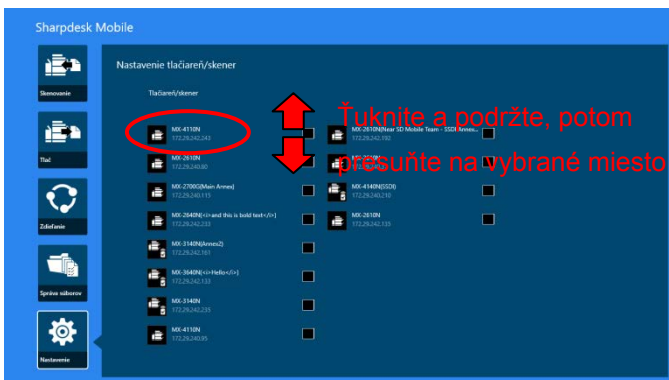 Sharpdesk Mobile
Skenovanie
Tlač
Zdieľanie
Správa súborov
Nastavenie
Nastavenie tlačiareň/skener
Tlačiareň/skener
MX-4110N
172.29.242.243
MX-2610N
172.29.240.80
MX-2700G(Main Annex)
172.29.240.115
MX-2640N(<i>and this is bold text</i>)
172.29.242.233
MX-3140N(Annex2)
172.29.242.161
MX-3640N(<i>Hello</i>)
172.29.242.133
MX-3140N
172.29.242.235
MX-4110N
172.29.240.95
MX-2610N(Near SD Mobile Team - SSDI Annex...
172.29.242.192
MX-4140N(SSDI)
172.29.240.210
MX-2610N
172.29.242.133
Ťuknite a podržte, potom
presuňte na vybrané miesto